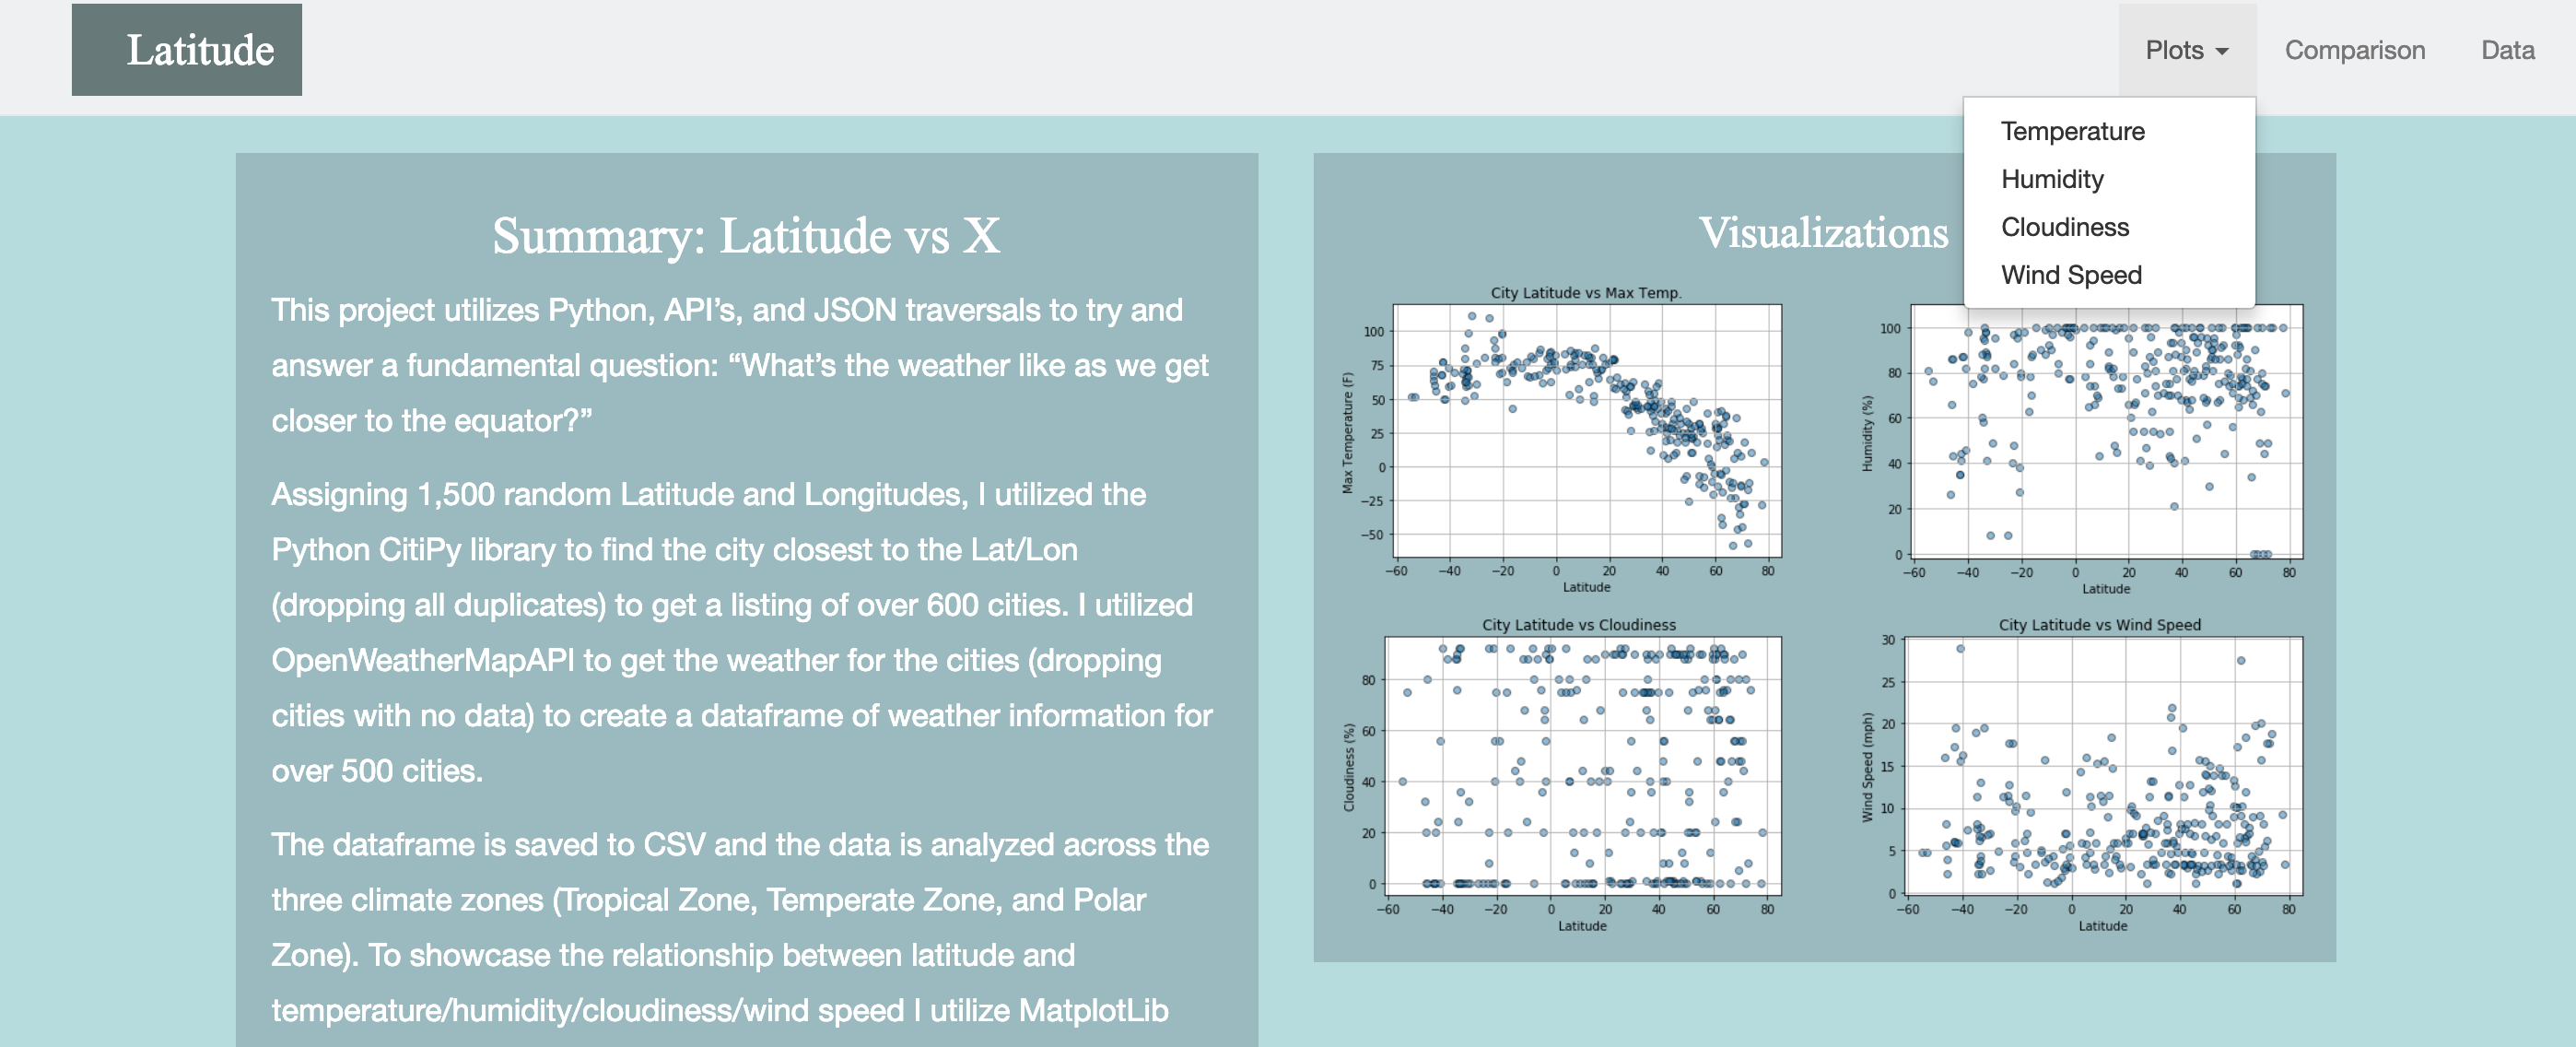 Latitude
Plots
Comparison
Data
Temperature
Humidity
Cloudiness
Wind Speed
Summary: Latitude vs X
This project utilizes Python, API’s, and JSON traversals to try and
answer a fundamental question: “What’s the weather like as we get
closer to the equator?”
Assigning 1,500 random Latitude and Longitudes, I utilized the
Python CitiPy library to find the city closest to the Lat/Lon
(dropping all duplicates) to get a listing of over 600 cities. I utilized
OpenWeatherMapAPI to get the weather for the cities (dropping
cities with no data) to create a dataframe of weather information for
over 500 cities.
The dataframe is saved to CSV and the data is analyzed across the
three climate zones (Tropical Zone, Temperate Zone, and Polar
Zone). To showcase the relationship between latitude and
temperature/humidity/cloudiness/wind speed I utilize MatplotLib
Visualizations
City Latitude vs Max Temp.
Max Temperature (F)
100
75
50
25
0
−25
−50
−60 −40 −20 0 20 40 60 80
Latitude
Humidity (%)
100
80
60
40
20
0
−60 −40 −20 0 20 40 60 80
Latitude
City Latitude vs Cloudiness
Cloudiness (%)
80
60
40
20
0
−60 −40 −20 0 20 40 60 80
Latitude
City Latitude vs Wind Speed
Wind Speed (mph)
30
25
20
15
10
5
0
−60 −40 −20 0 20 40 60 80
Latitude